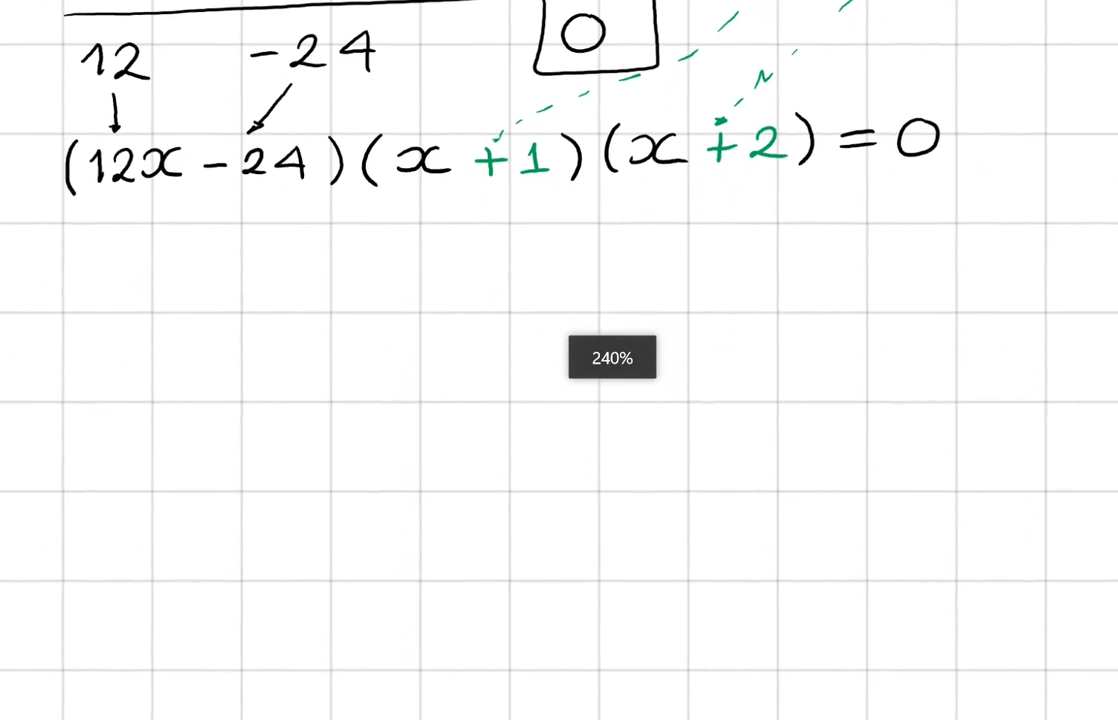 0
12 -24
(12x - 24)(x + 1)(x + 2) = 0
240%